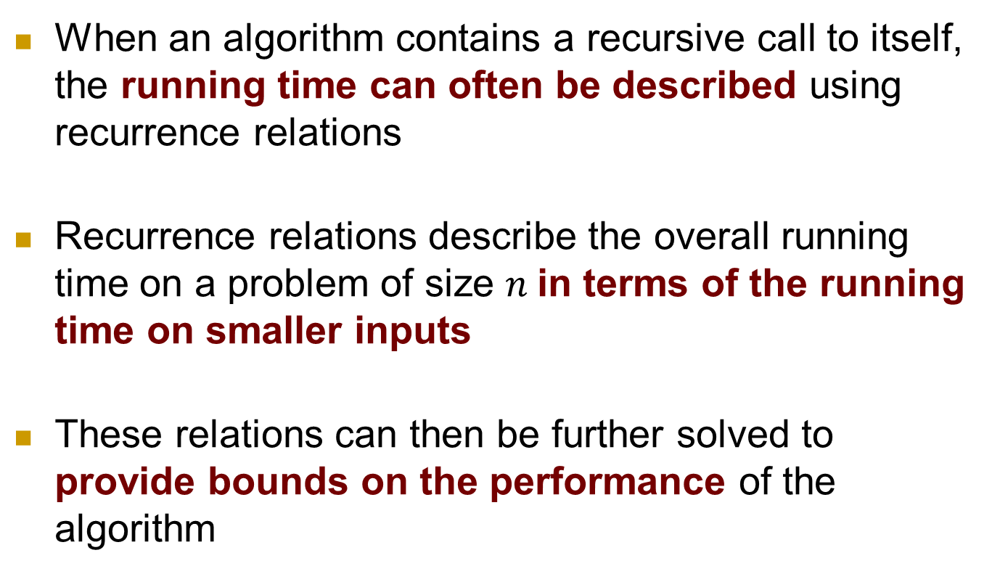 When an algorithm contains a recursive call to itself,
the running time can often be described using
recurrence relations
Recurrence relations describe the overall running
time on a problem of size n in terms of the running
time on smaller inputs
These relations can then be further solved to
provide bounds on the performance of the
algorithm